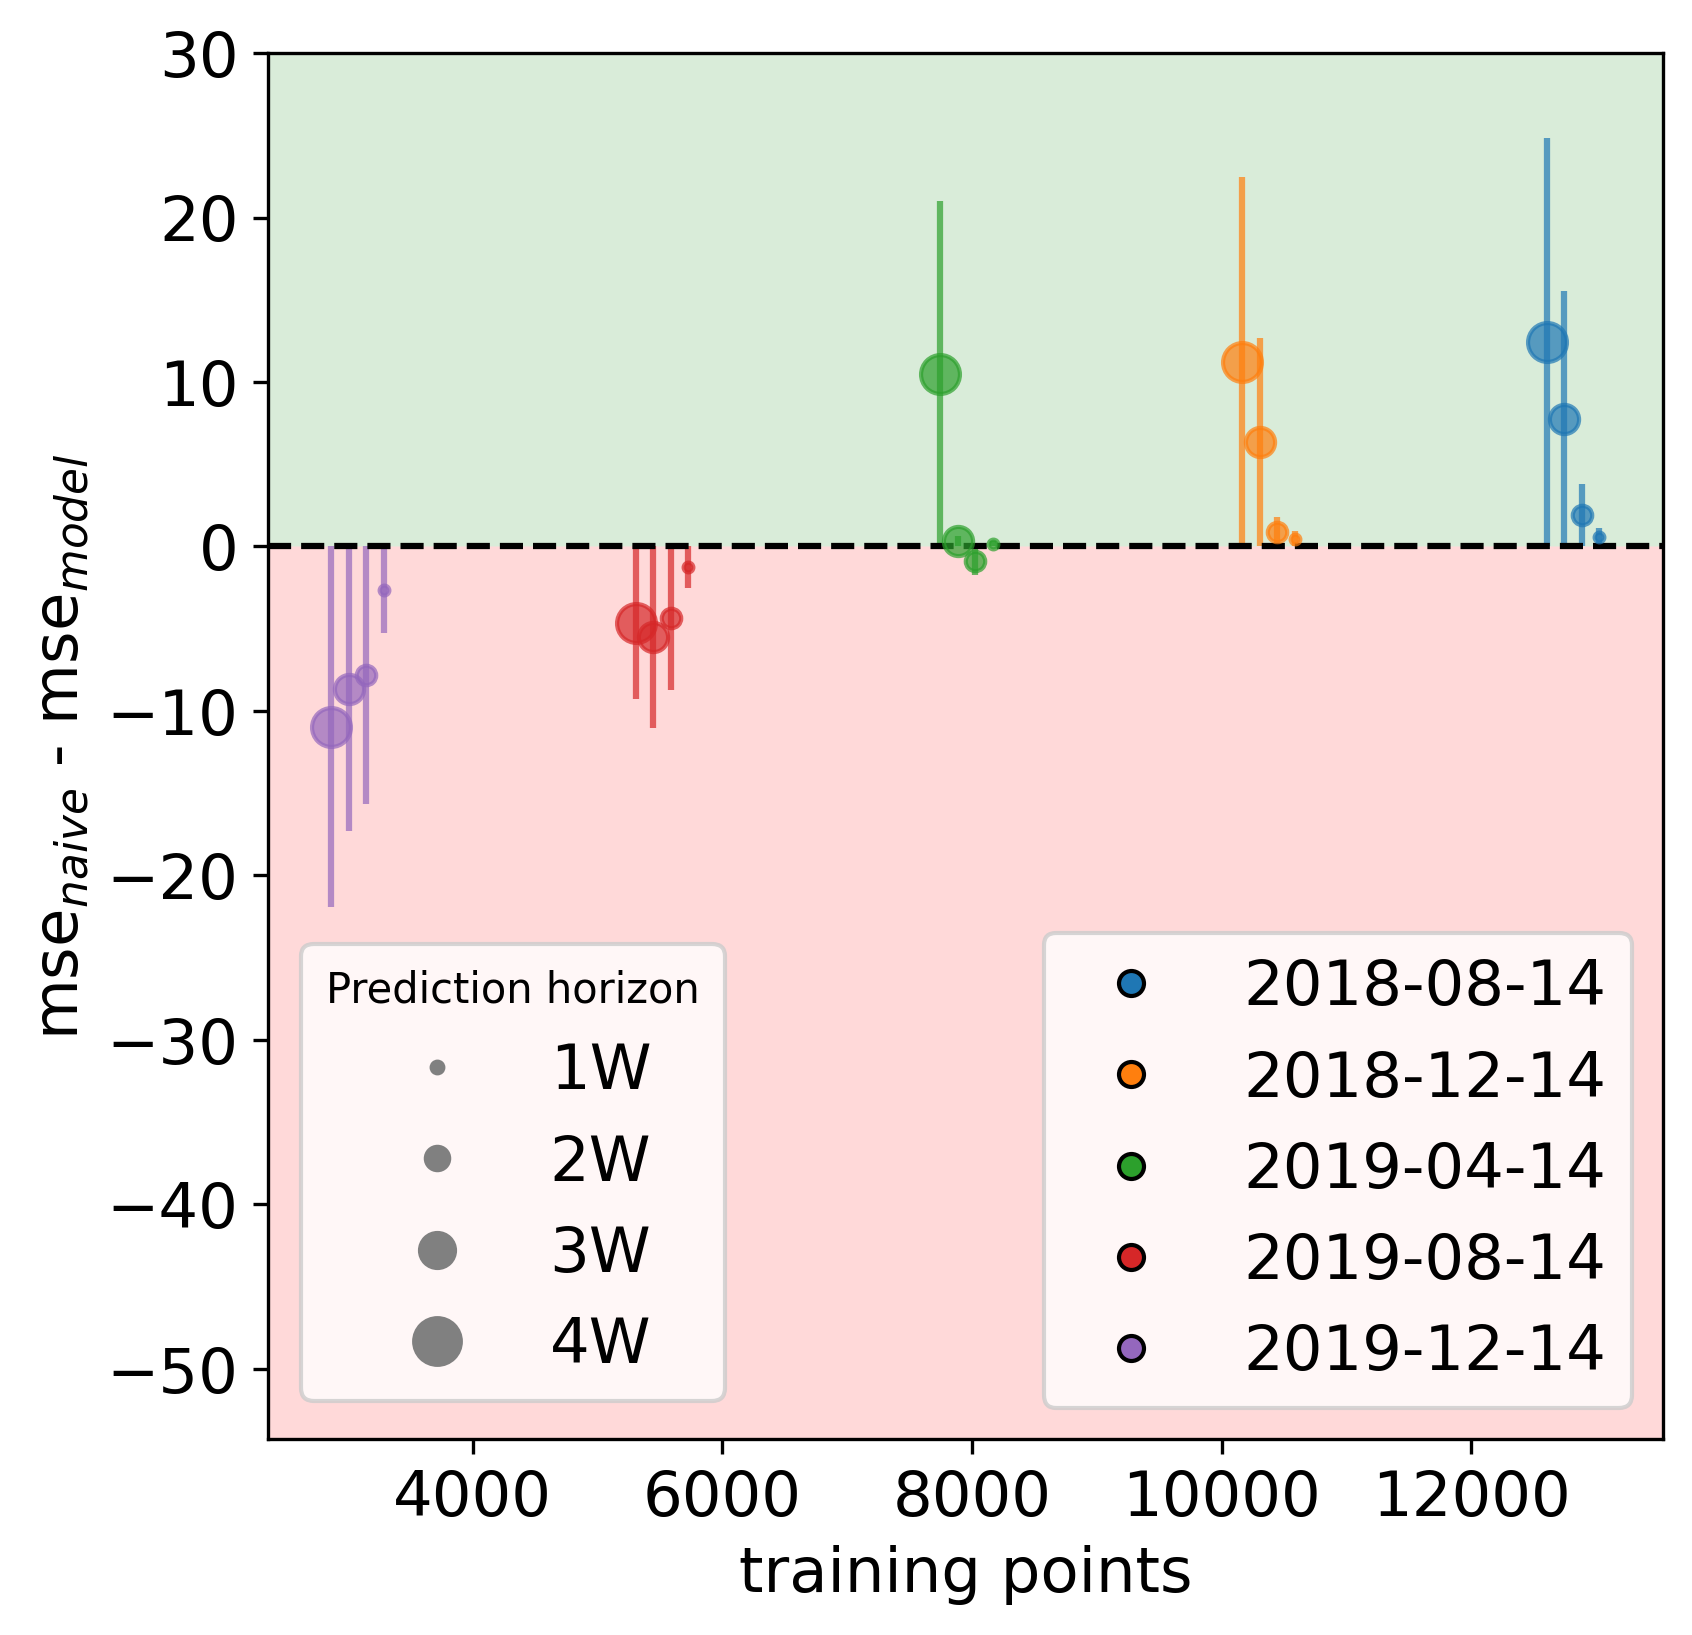 30
20
10
0
−10
−20
−30
−40
−50
mse_naive - mse_model
Prediction horizon
1W
2W
3W
4W
2018-08-14
2018-12-14
2019-04-14
2019-08-14
2019-12-14
4000 6000 8000 10000 12000
training points